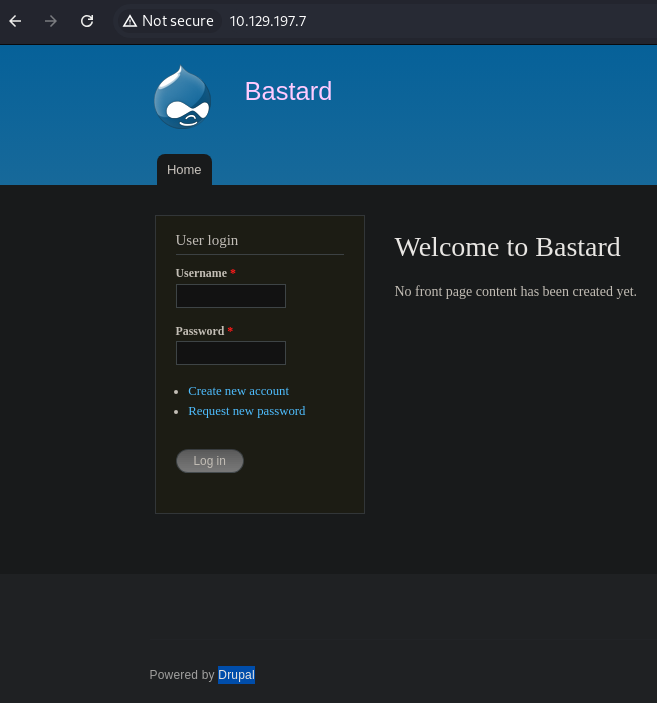 Not secure 10.129.197.7
Bastard
Home
User login
Username *
Password *
Create new account
Request new password
Log in
Welcome to Bastard
No front page content has been created yet.
Powered by Drupal